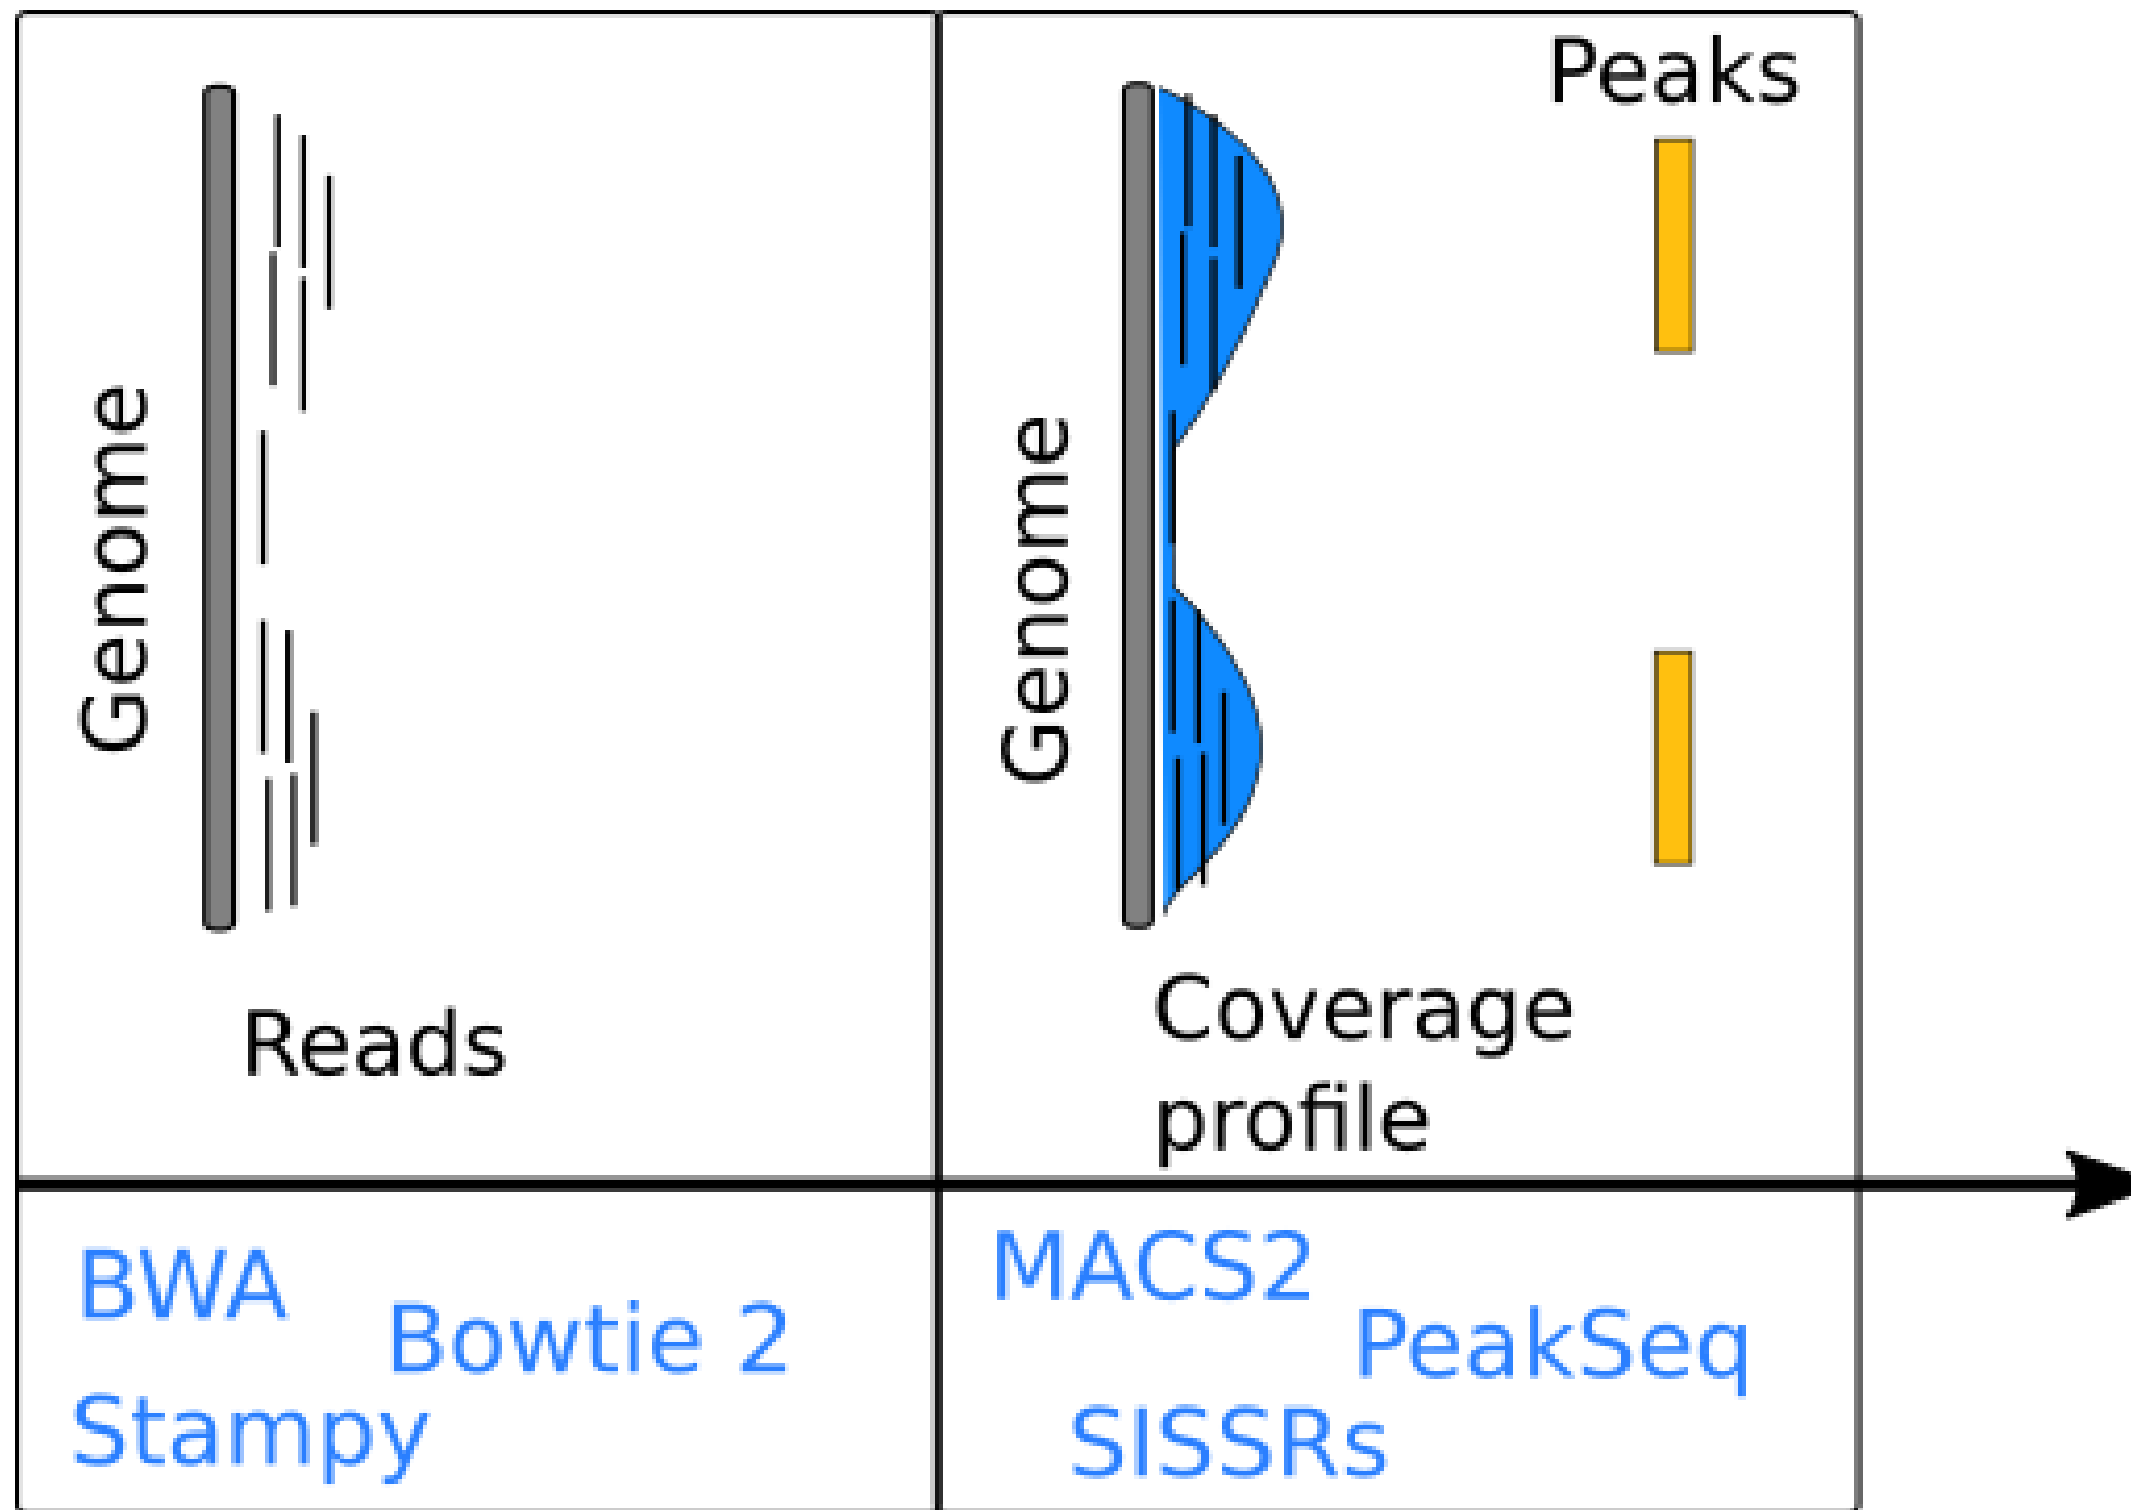 Genome
Reads
BWA
Bowtie 2
Stampy
Peaks
Genome
Coverage
profile
MACS2
PeakSeq
SISSRs